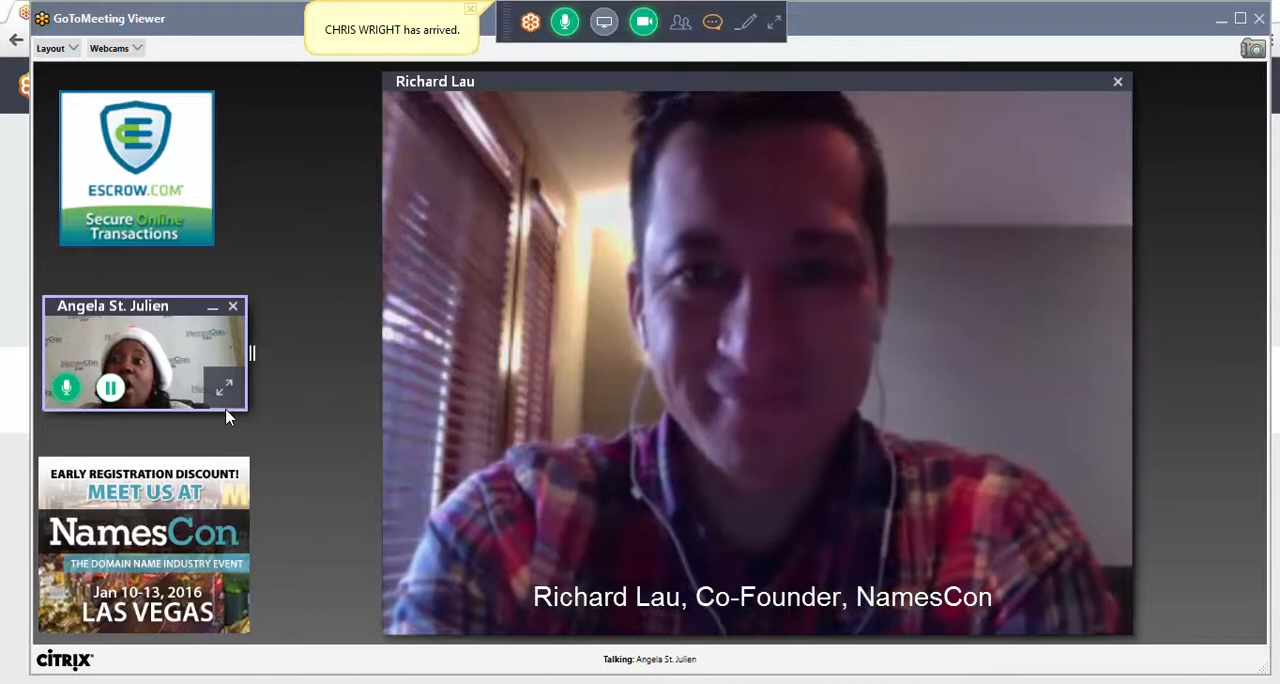 GoToMeeting Viewer
CHRIS WRIGHT has arrived.
Layout
Webcams
Richard Lau
ESCROW.COM
Secure Online
Transactions
Angela St. Julien
EARLY REGISTRATION DISCOUNT!
MEET US AT
NamesCon
THE DOMAIN NAME INDUSTRY EVENT
Jan 10-13, 2016
LAS VEGAS
Richard Lau, Co-Founder, NamesCon
CITRIX
Talking: Angela St. Julien